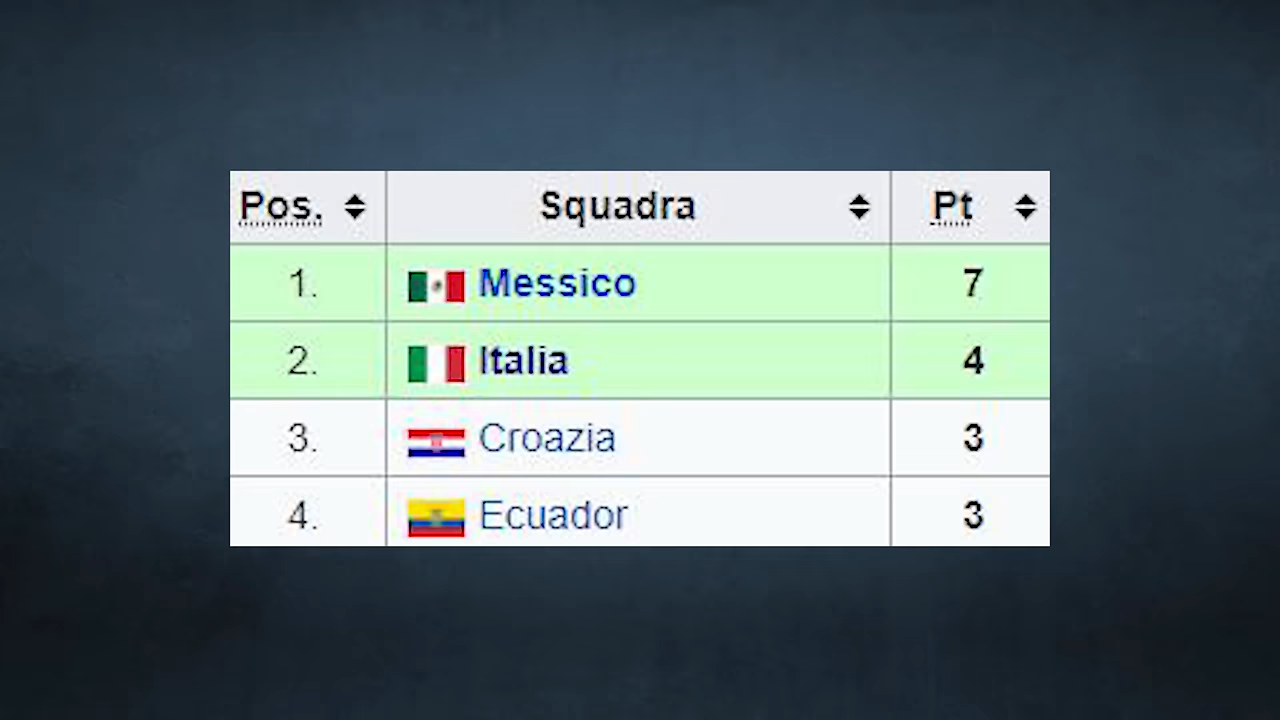 Pos. Squadra Pt
1. Messico 7
2. Italia 4
3. Croazia 3
4. Ecuador 3